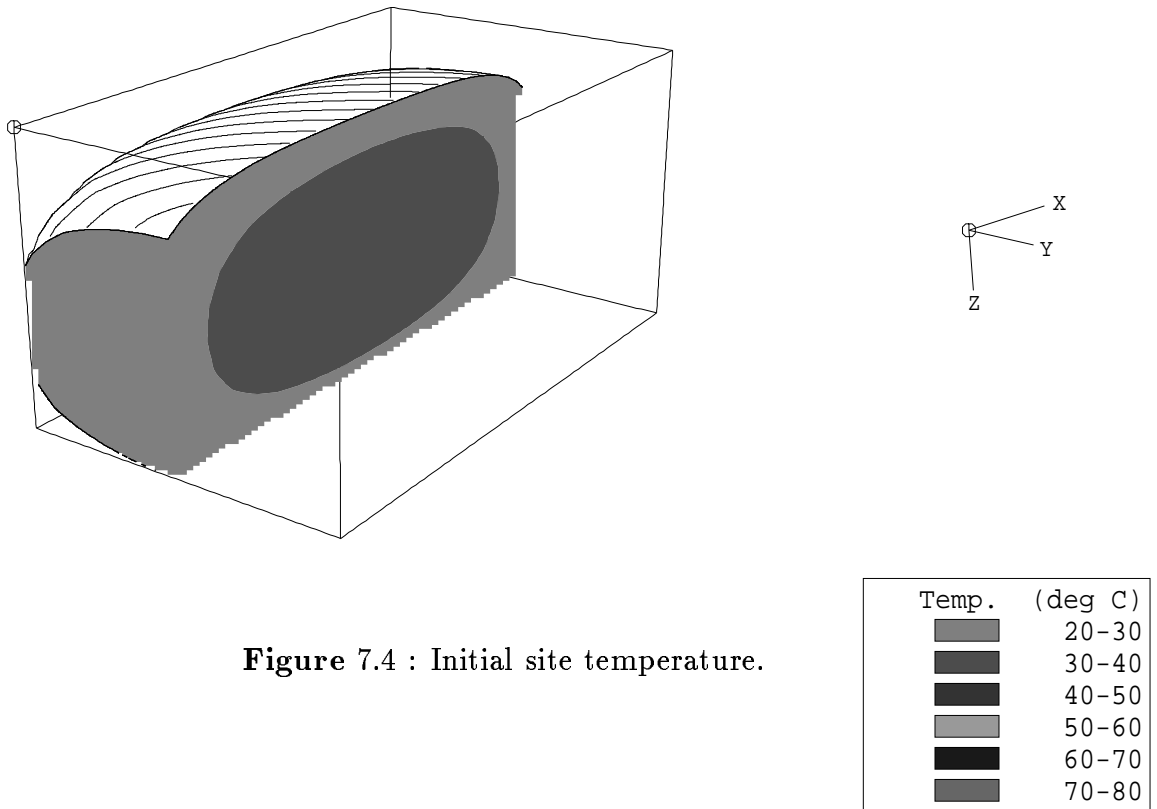 X
Y
Z
Temp. (deg C)
20-30
30-40
40-50
50-60
60-70
70-80
Figure 7.4 : Initial site temperature.